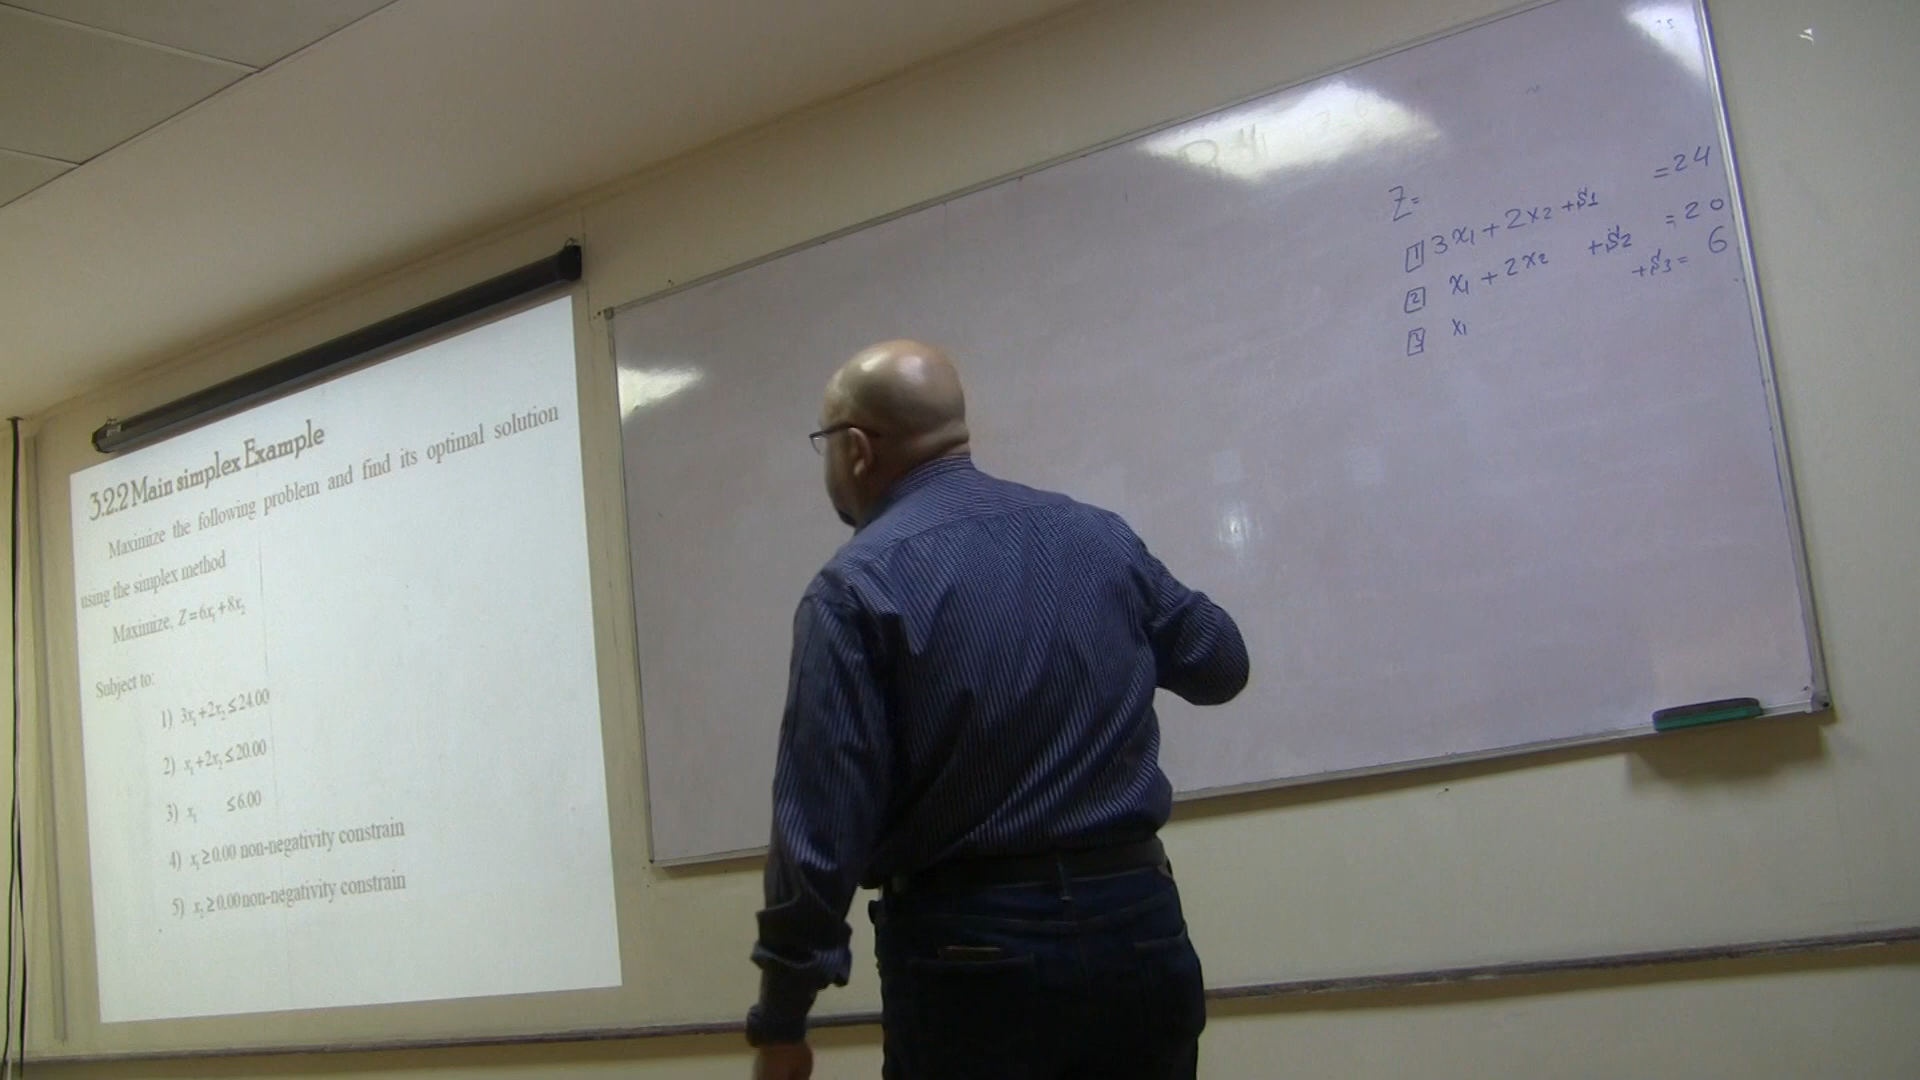 3.2.2 Main simplex Example
Maximize the following problem and find its optimal solution
using the simplex method
Maximize, Z=6x₁+8x₂
Subject to:
1) 3x₁+2x₂≤24.00
2) x₁+2x₂≤20.00
3) x₁ ≤6.00
4) x₁≥0.00 non-negativity constrain
5) x₂≥0.00 non-negativity constrain
Z=
1 3x₁+2x₂+S₁ =24
2 x₁+2x₂ +S₂ =20
3 x₁ +S₃= 6